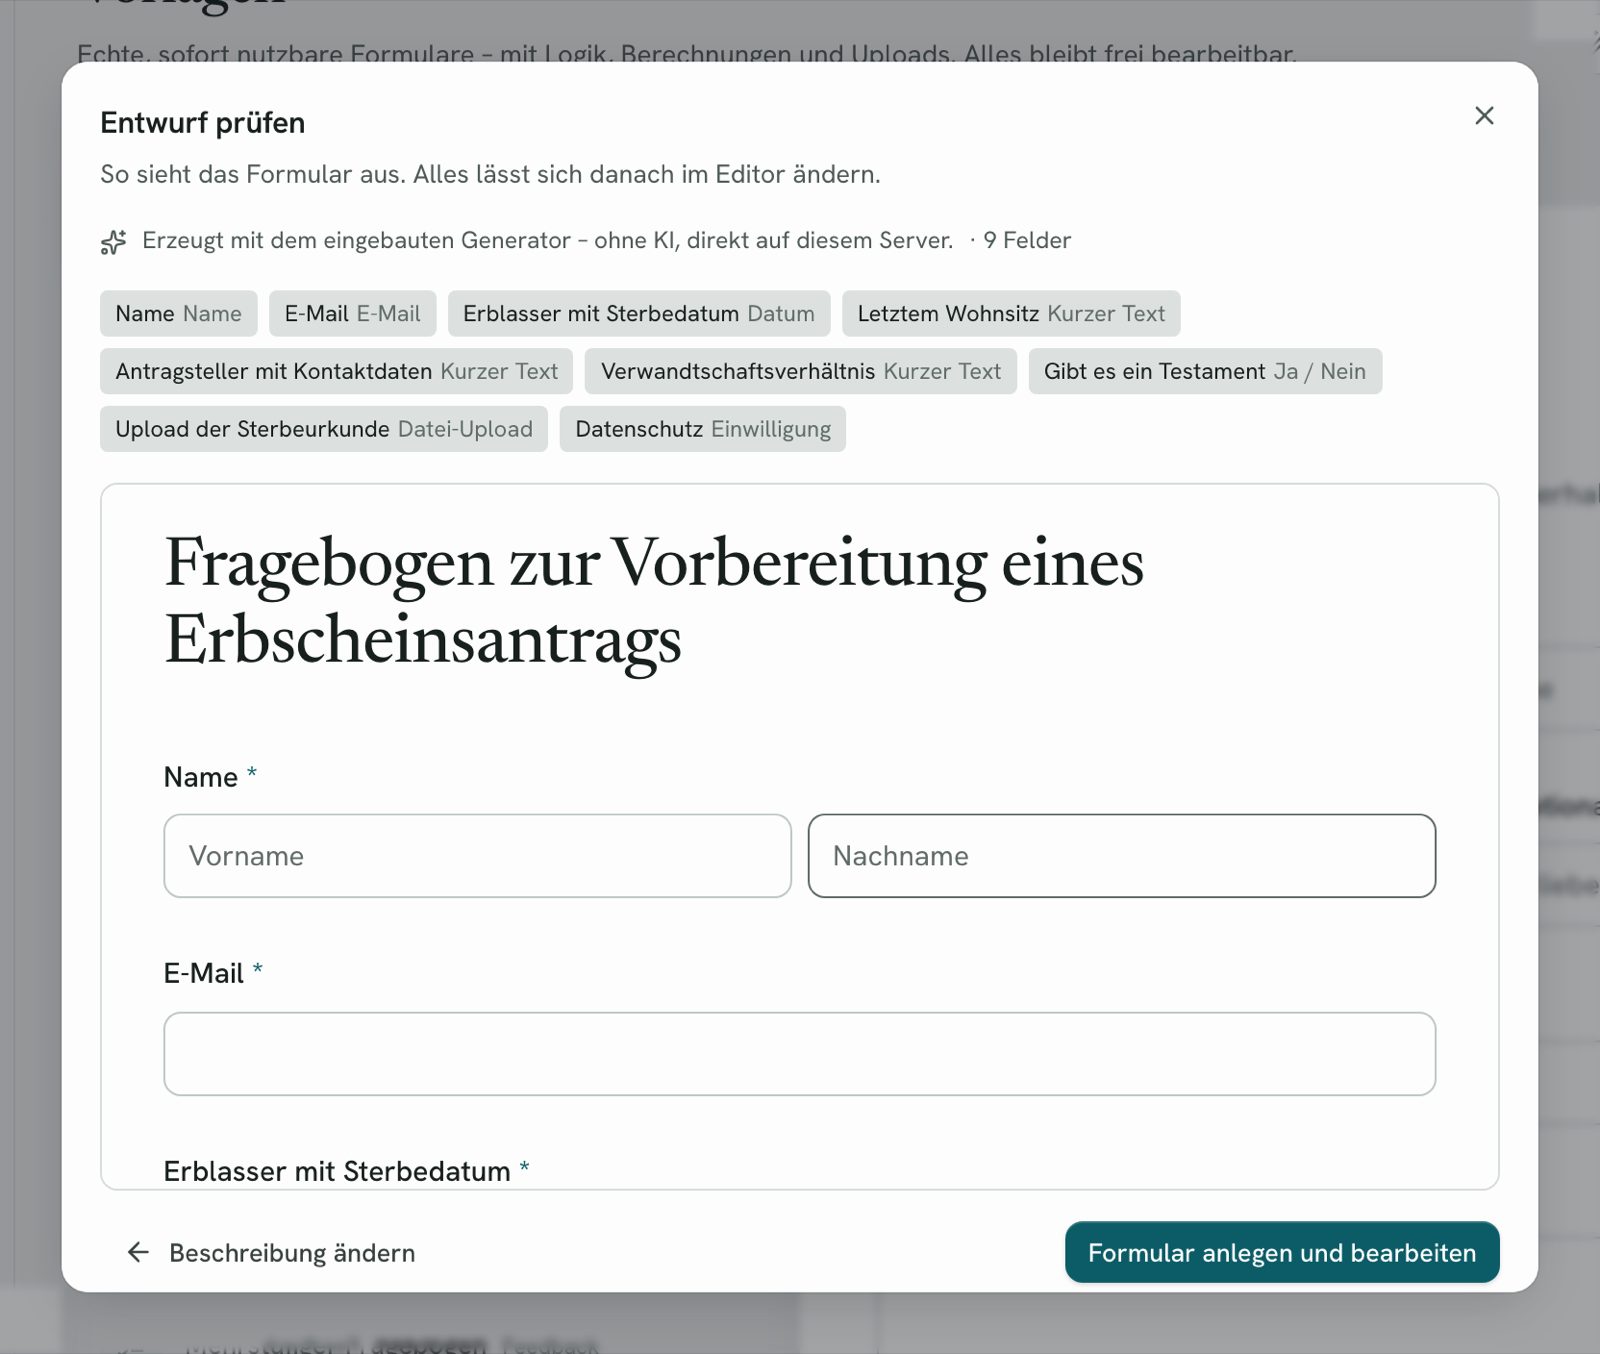 Echte, sofort nutzbare Formulare – mit Logik, Berechnungen und Uploads. Alles bleibt frei bearbeitbar.
Entwurf prüfen
So sieht das Formular aus. Alles lässt sich danach im Editor ändern.
Erzeugt mit dem eingebauten Generator – ohne KI, direkt auf diesem Server. · 9 Felder
Name Name E-Mail E-Mail Erblasser mit Sterbedatum Datum Letztem Wohnsitz Kurzer Text
Antragsteller mit Kontaktdaten Kurzer Text Verwandtschaftsverhältnis Kurzer Text Gibt es ein Testament Ja / Nein
Upload der Sterbeurkunde Datei-Upload Datenschutz Einwilligung
Fragebogen zur Vorbereitung eines
Erbscheinsantrags
Name *
Vorname Nachname
E-Mail *
Erblasser mit Sterbedatum *
Beschreibung ändern Formular anlegen und bearbeiten
Feedback